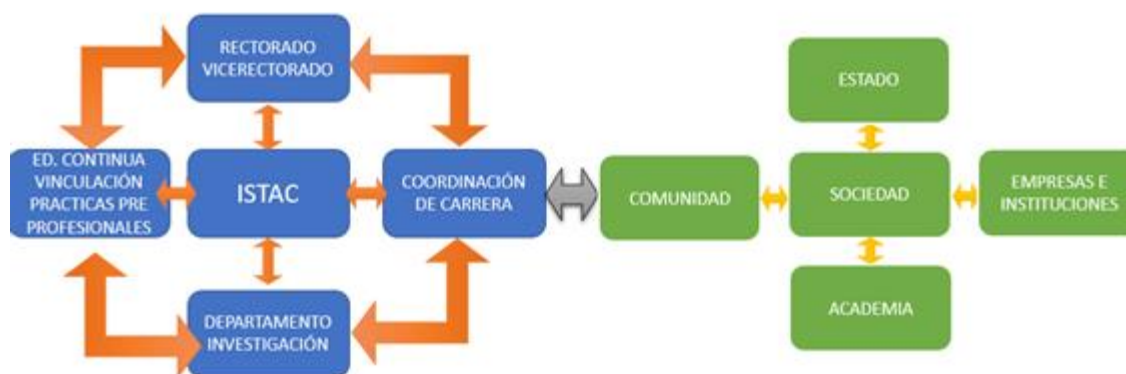 RECTORADO
VICERECTORADO
ED. CONTINUA
VINCULACIÓN
PRACTICAS PRE
PROFESIONALES
ISTAC
COORDINACIÓN
DE CARRERA
DEPARTAMENTO
INVESTIGACIÓN
COMUNIDAD
ESTADO
SOCIEDAD
EMPRESAS E
INSTITUCIONES
ACADEMIA